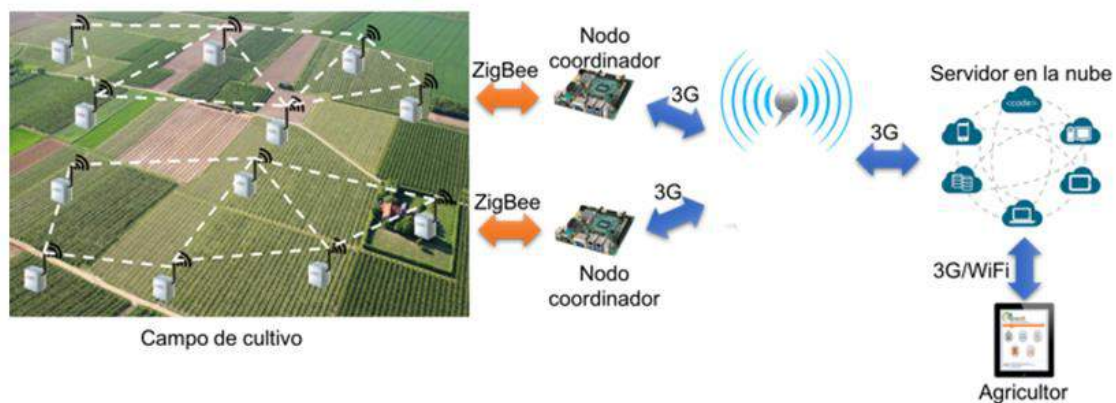 Nodo
coordinador
ZigBee
3G
3G
Servidor en la nube
<code>
ZigBee
3G
Nodo
coordinador
3G/WiFi
Campo de cultivo
Agricultor